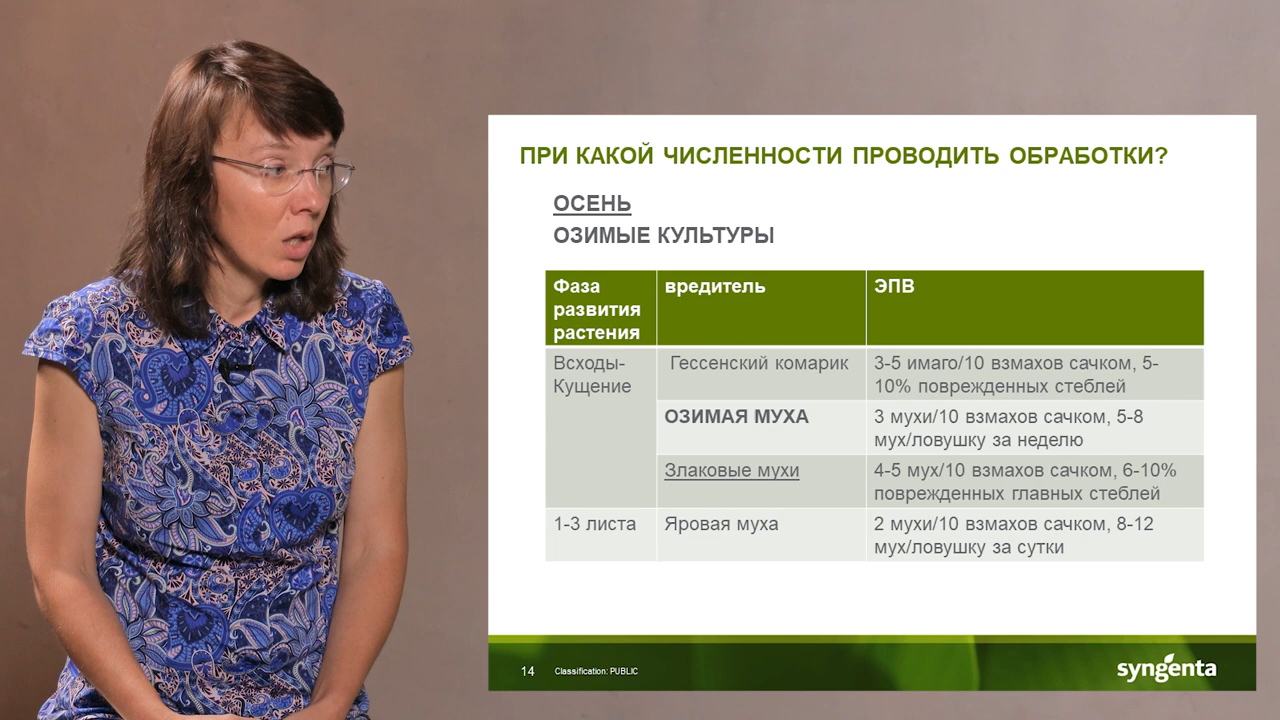 ПРИ КАКОЙ ЧИСЛЕННОСТИ ПРОВОДИТЬ ОБРАБОТКИ?
ОСЕНЬ
ОЗИМЫЕ КУЛЬТУРЫ
Фаза
развития
растения
вредитель
ЭПВ
Всходы-
Кущение
Гессенский комарик
3-5 имаго/10 взмахов сачком, 5-
10% поврежденных стеблей
ОЗИМАЯ МУХА
3 мухи/10 взмахов сачком, 5-8
мух/ловушку за неделю
Злаковые мухи
4-5 мух/10 взмахов сачком, 6-10%
поврежденных главных стеблей
1-3 листа
Яровая муха
2 мухи/10 взмахов сачком, 8-12
мух/ловушку за сутки
14
Classification: PUBLIC
syngenta